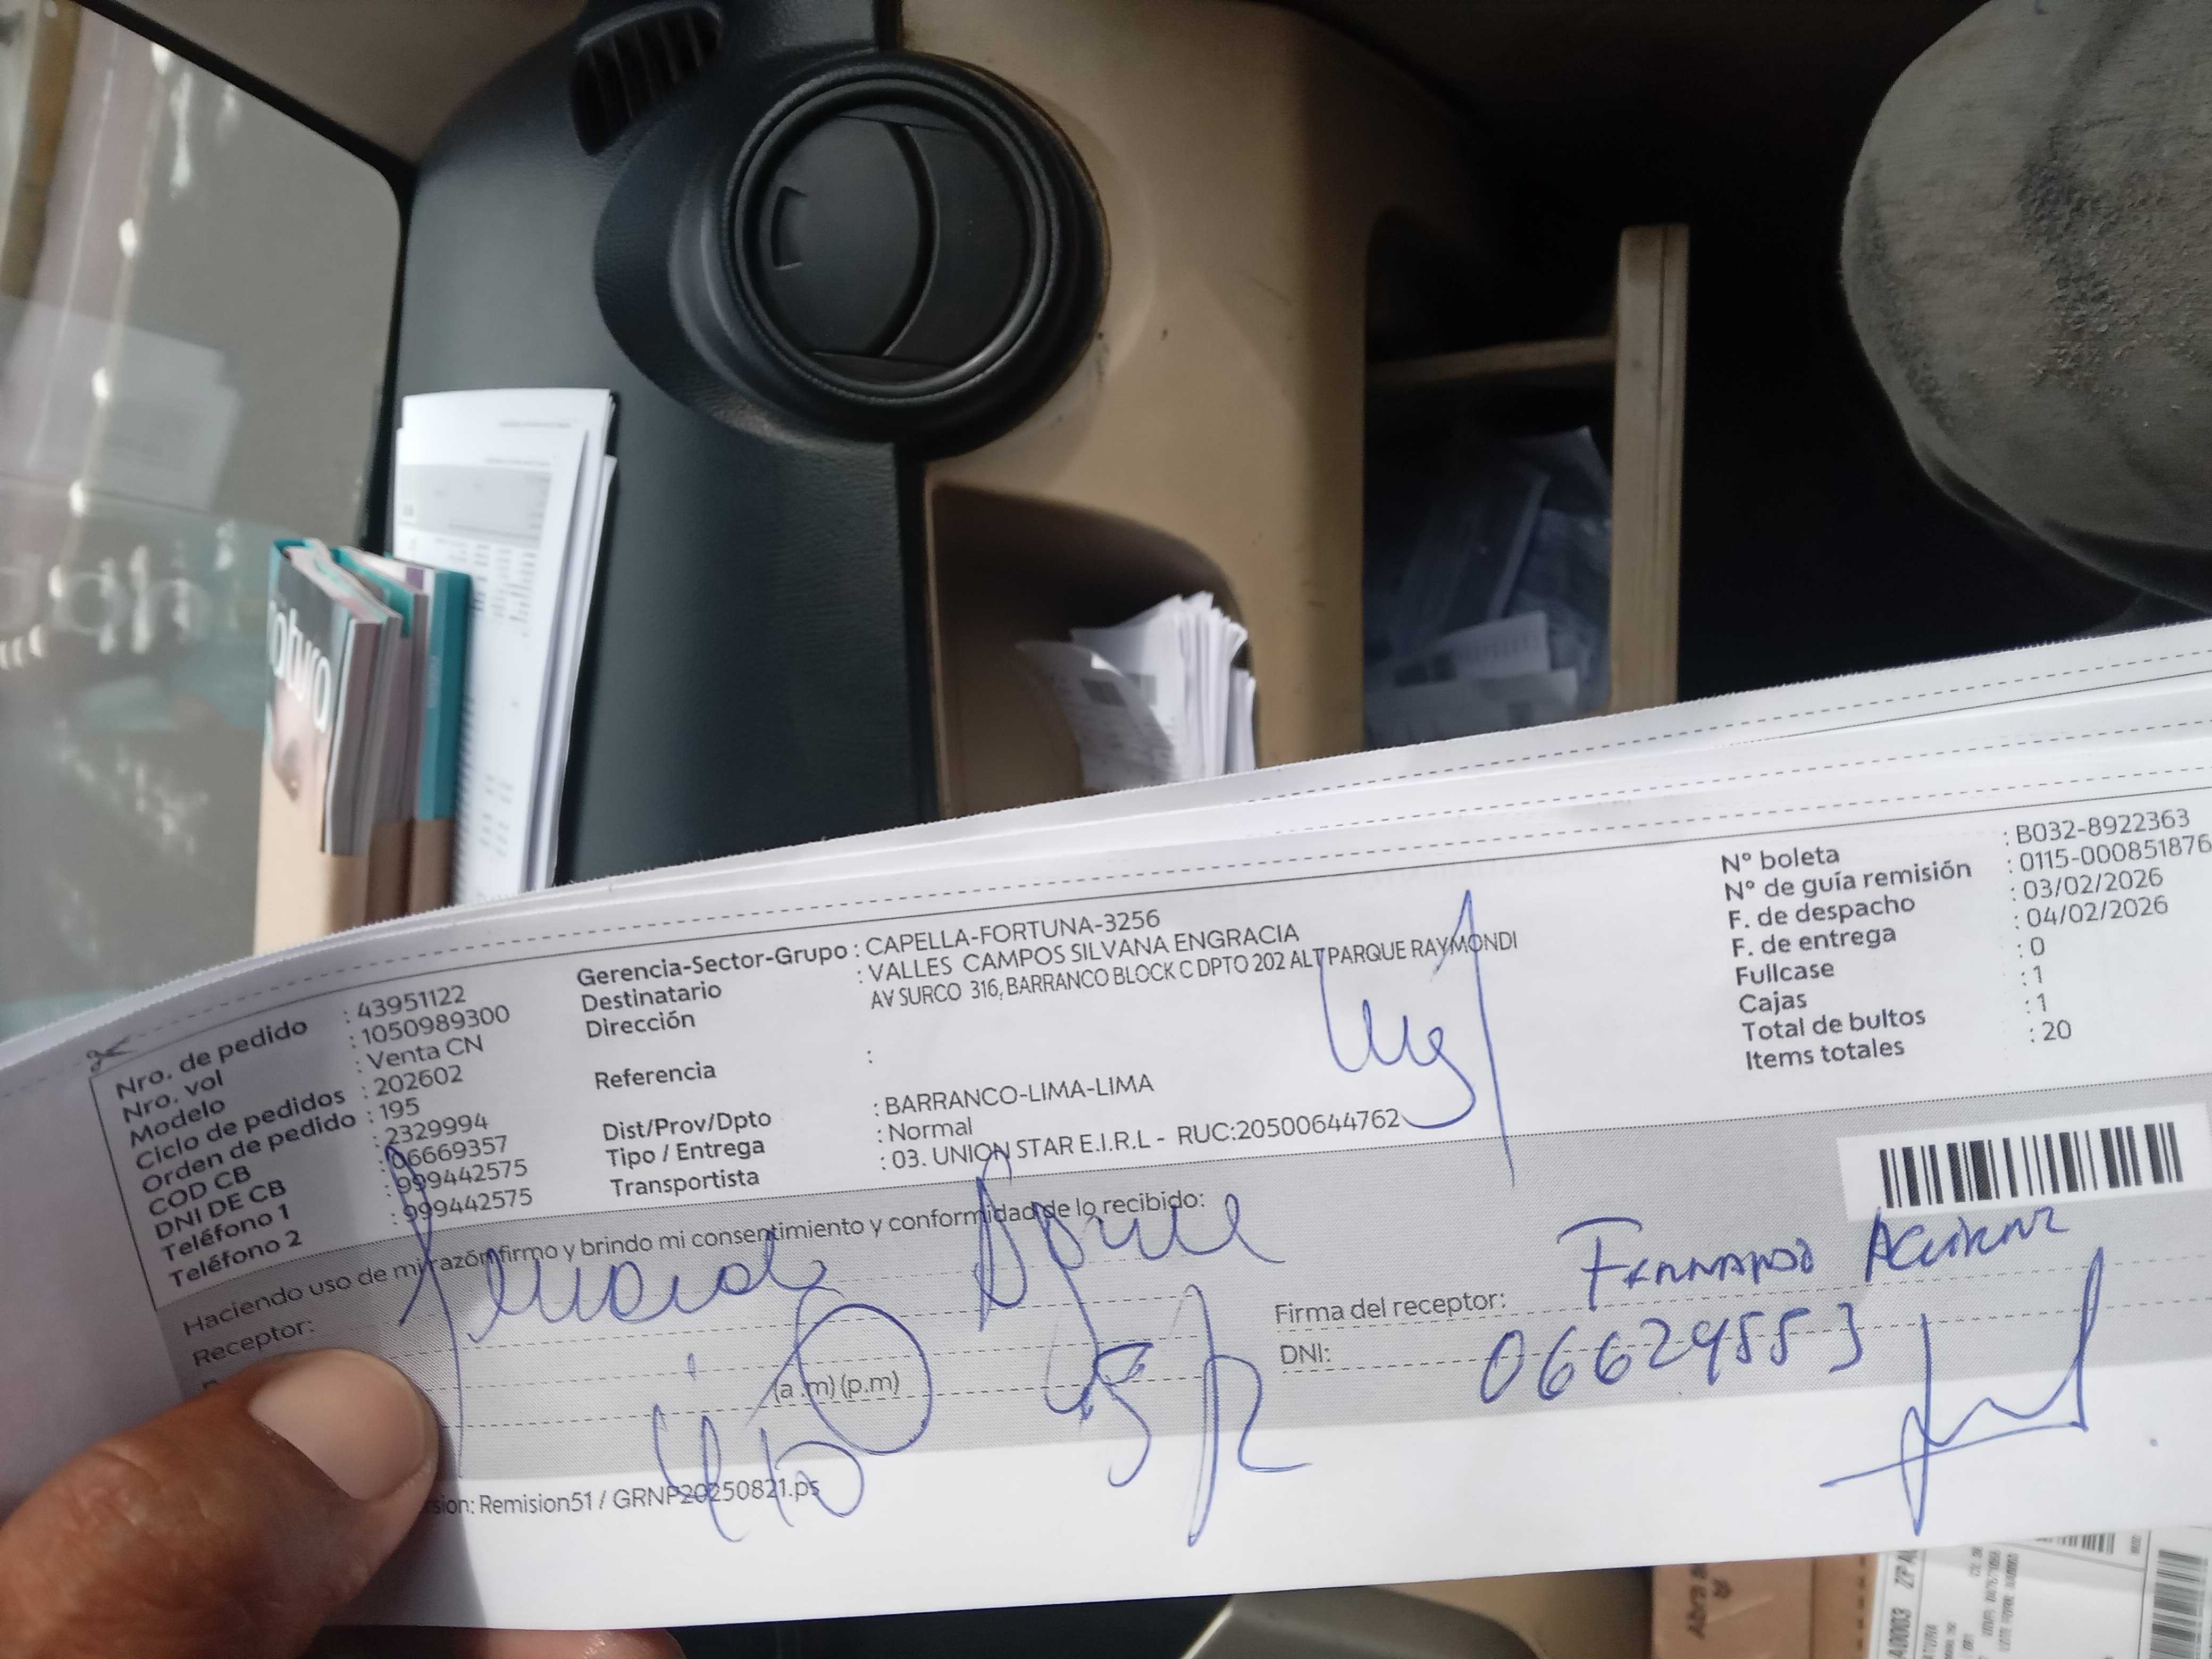 Nro. de pedido : 43951122
Nro. vol : 1050989300
Modelo : Venta CN
Ciclo de pedidos : 202602
Orden de pedido : 195
COD CB : 2329994
DNI DE CB : 06669357
Teléfono 1 : 999442575
Teléfono 2 : 999442575
Gerencia-Sector-Grupo : CAPELLA-FORTUNA-3256
Destinatario : VALLES CAMPOS SILVANA ENGRACIA
Dirección AV SURCO 316, BARRANCO BLOCK C DPTO 202 ALT PARQUE RAYMONDI
Referencia :
Dist/Prov/Dpto : BARRANCO-LIMA-LIMA
Tipo / Entrega : Normal
Transportista : 03. UNION STAR E.I.R.L - RUC:20500644762
N° boleta : B032-8922363
N° de guía remisión : 0115-000851876
F. de despacho : 03/02/2026
F. de entrega : 04/02/2026
Fullcase : 0
Cajas : 1
Total de bultos : 1
Items totales : 20
Haciendo uso de mi razón firmo y brindo mi consentimiento y conformidad de lo recibido:
Receptor:
(a.m) (p.m)
Firma del receptor: FERNANDO
DNI: 06629553
sion: Remision51 / GRNP20250821.ps
Abra
A0003